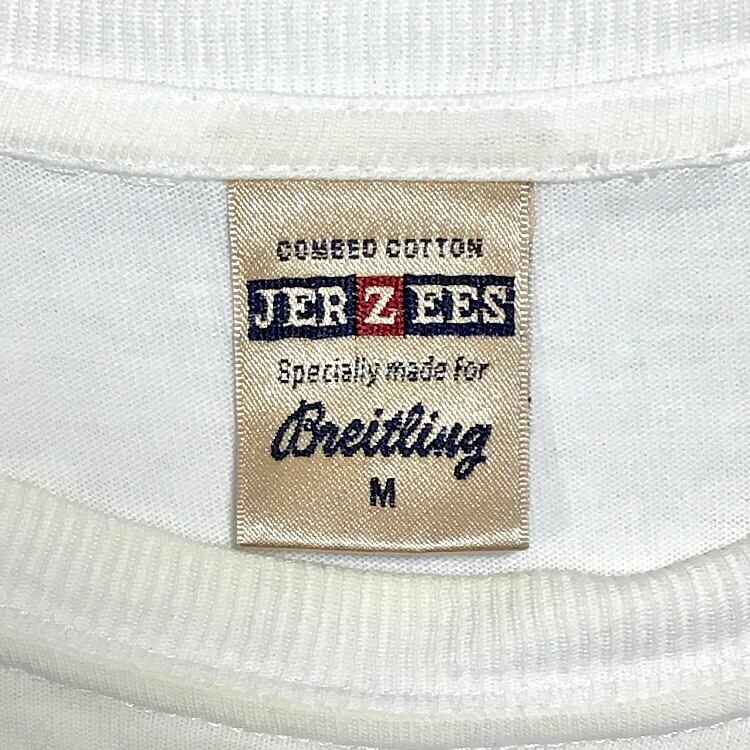 COMBED COTTON
JERZEES
Specially made for
Breitling
M